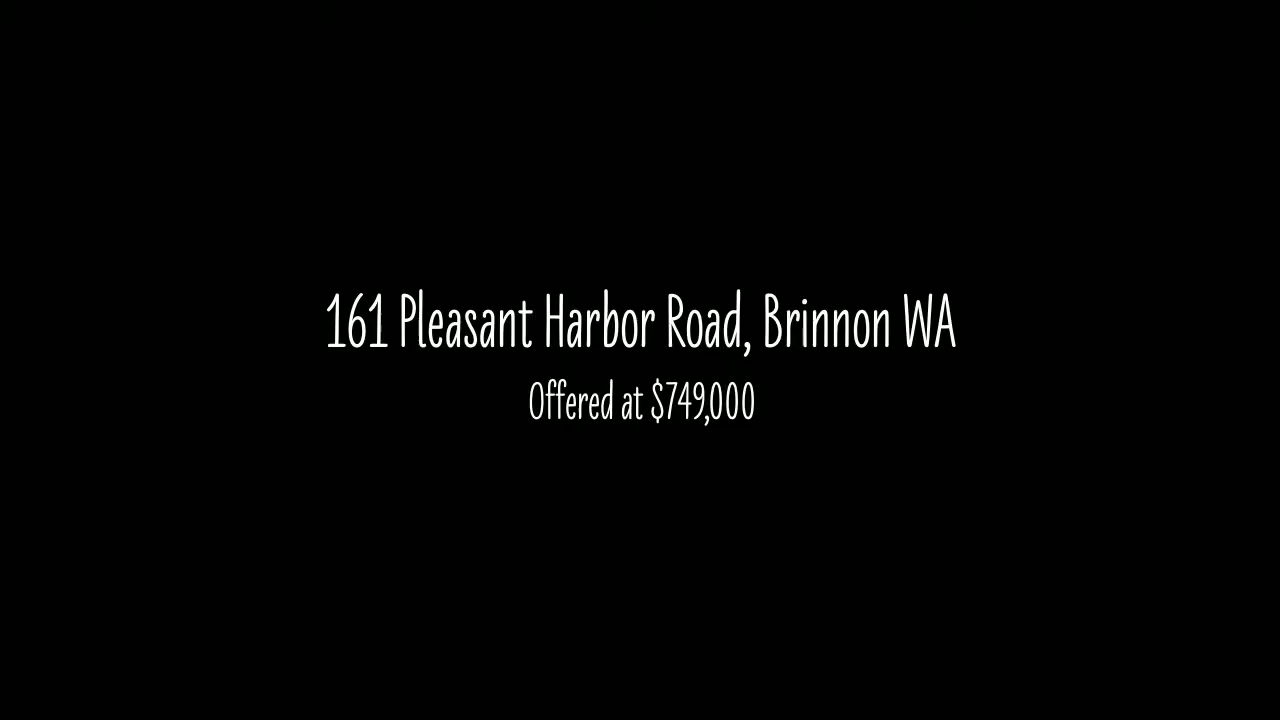 161 Pleasant Harbor Road, Brinnon WA
Offered at $749,000